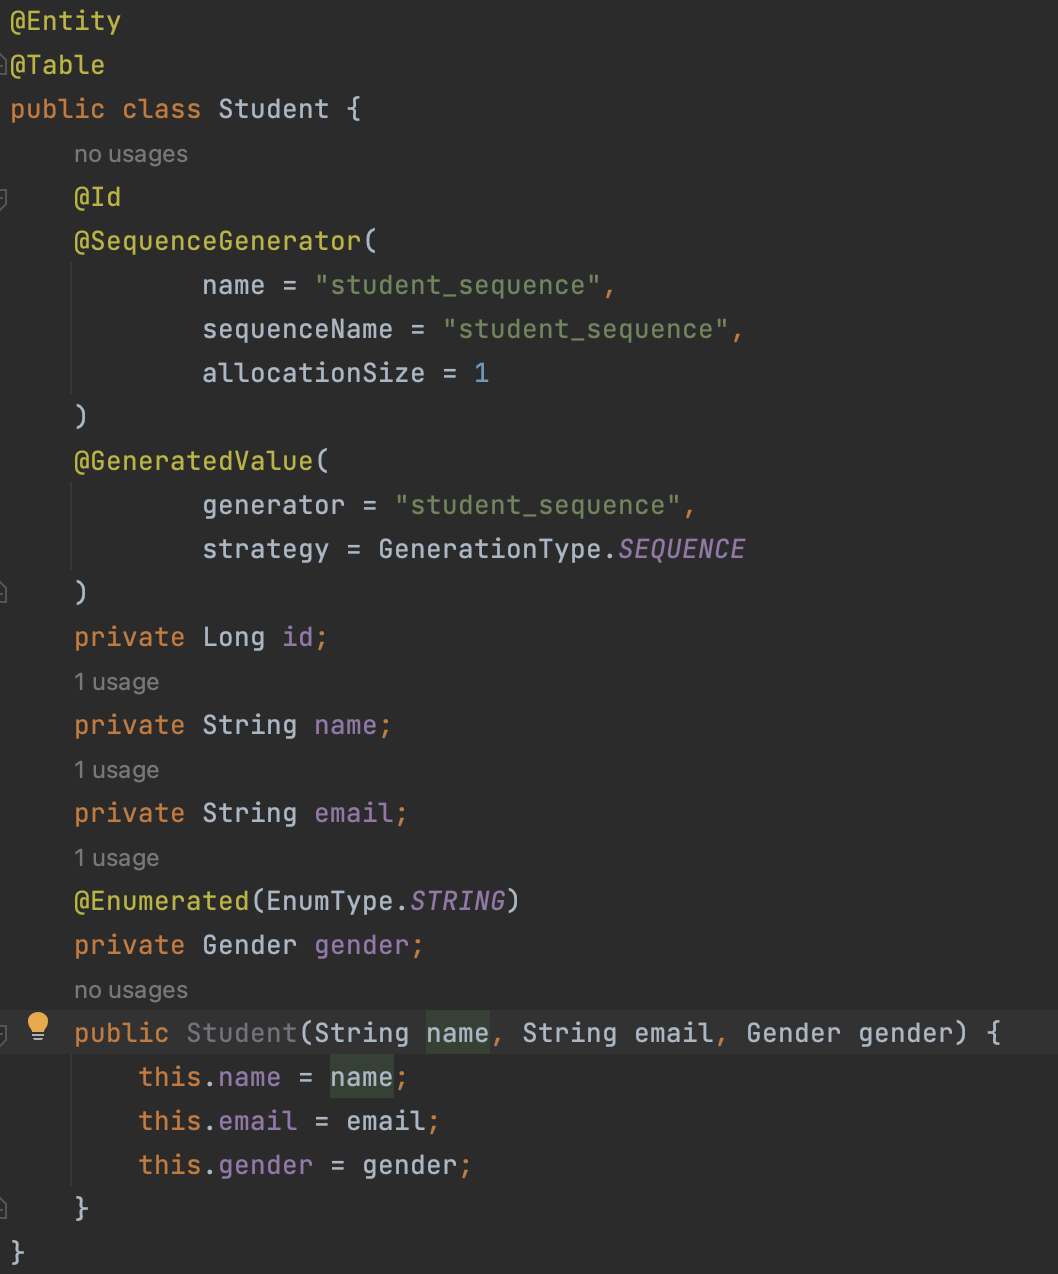 @Entity
@Table
public class Student {
no usages
@Id
@SequenceGenerator(
name = "student_sequence",
sequenceName = "student_sequence",
allocationSize = 1
)
@GeneratedValue(
generator = "student_sequence",
strategy = GenerationType.SEQUENCE
)
private Long id;
1 usage
private String name;
1 usage
private String email;
1 usage
@Enumerated(EnumType.STRING)
private Gender gender;
no usages
public Student(String name, String email, Gender gender) {
this.name = name;
this.email = email;
this.gender = gender;
}
}